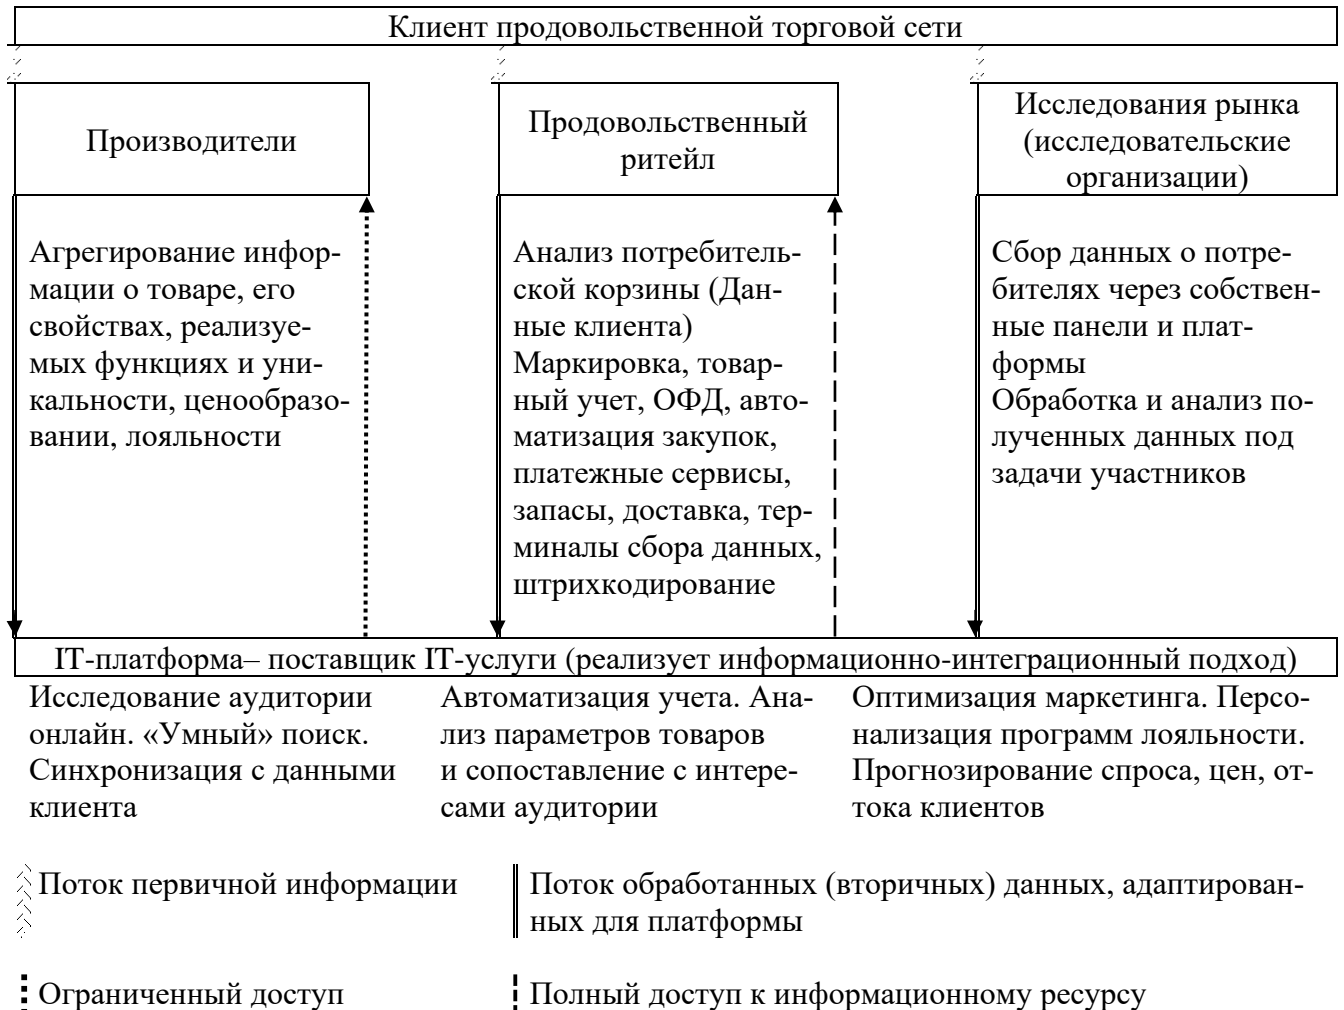 Клиент продовольственной торговой сети
Производители
Продовольственный
ритейл
Исследования рынка
(исследовательские
организации)
Агрегирование инфор-
мации о товаре, его
свойствах, реализуе-
мых функциях и уни-
кальности, ценообразо-
вании, лояльности
Анализ потребитель-
ской корзины (Дан-
ные клиента)
Маркировка, товар-
ный учет, ОФД, авто-
матизация закупок,
платежные сервисы,
запасы, доставка, тер-
миналы сбора данных,
штрихкодирование
Сбор данных о потре-
бителях через собствен-
ные панели и плат-
формы
Обработка и анализ по-
лученных данных под
задачи участников
IT-платформа– поставщик IT-услуги (реализует информационно-интеграционный подход)
Исследование аудитории
онлайн. «Умный» поиск.
Синхронизация с данными
клиента
Автоматизация учета. Ана-
лиз параметров товаров
и сопоставление с интере-
сами аудитории
Оптимизация маркетинга. Персо-
нализация программ лояльности.
Прогнозирование спроса, цен, от-
тока клиентов
Поток первичной информации
Поток обработанных (вторичных) данных, адаптирован-
ных для платформы
Ограниченный доступ
Полный доступ к информационному ресурсу